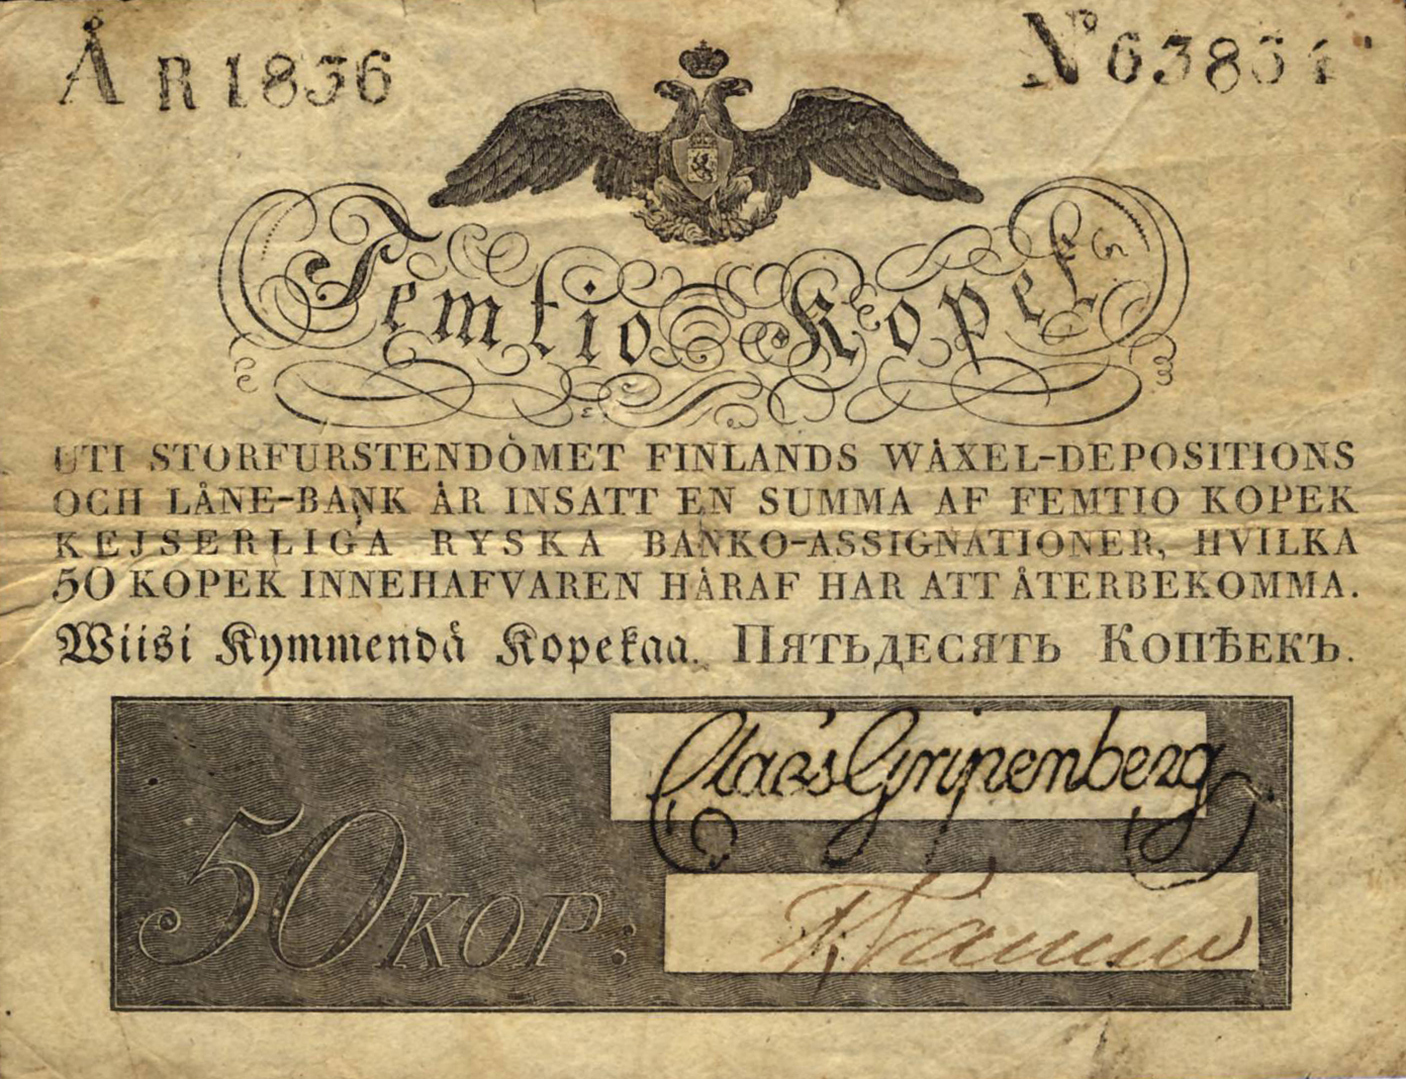 ÅR 1836
Nº 63834
Femtio Kopek
UTI STORFURSTENDÖMET FINLANDS WÄXEL-DEPOSITIONS
OCH LÅNE-BANK ÄR INSATT EN SUMMA AF FEMTIO KOPEK
KEJSERLIGA RYSKA BANKO-ASSIGNATIONER, HVILKA
50 KOPEK INNEHAFVAREN HÄRAF HAR ATT ÅTERBEKOMMA.
Wiisi Kymmendä Kopekaa. ПЯТЬДЕСЯТЬ КОПѢЕКЪ.
Claës Gripenberg
50 KOP: